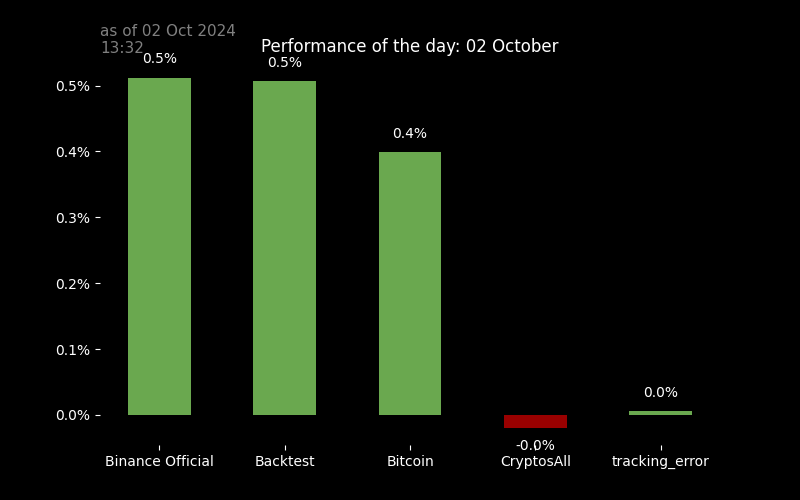 as of 02 Oct 2024
13:32
Performance of the day: 02 October
0.5%
0.5%
0.4%
-0.0%
0.0%
0.5%
0.4%
0.3%
0.2%
0.1%
0.0%
Binance Official
Backtest
Bitcoin
CryptosAll
tracking_error